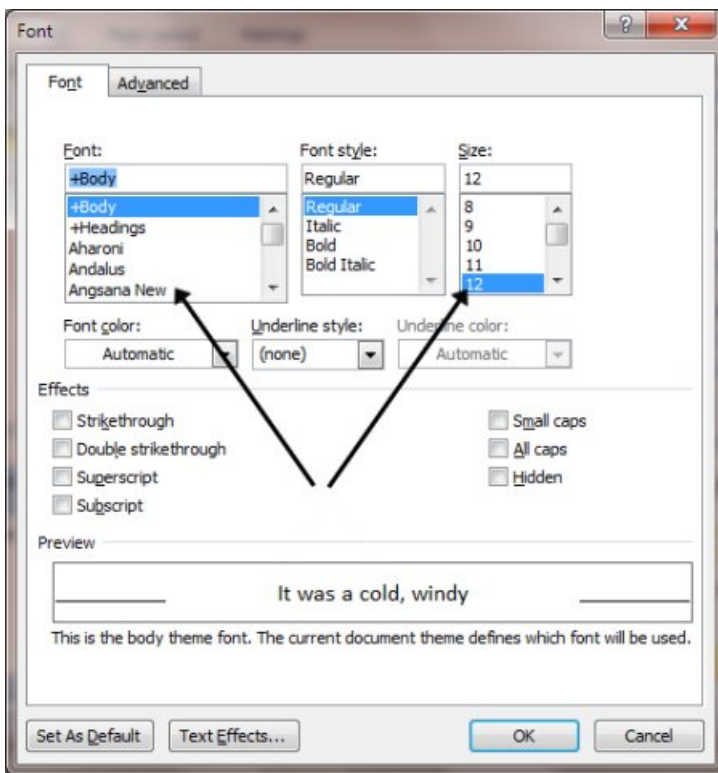 Font
Font Advanced
Font: Font style: Size:
+Body Regular 12
+Body Regular 8
+Headings Italic 9
Aharoni Bold 10
Andalus Bold Italic 11
Angsana New 12
Font color: Underline style: Underline color:
Automatic (none) Automatic
Effects
Strikethrough Small caps
Double strikethrough All caps
Superscript Hidden
Subscript
Preview
It was a cold, windy
This is the body theme font. The current document theme defines which font will be used.
Set As Default Text Effects... OK Cancel